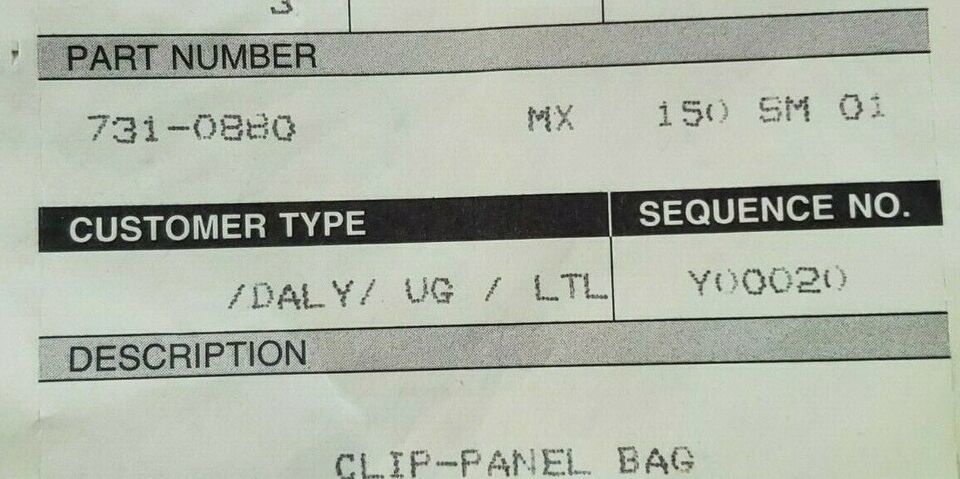 3
PART NUMBER
731-0880 MX 150 SM 01
CUSTOMER TYPE SEQUENCE NO.
/DALY/ UG / LTL Y00020
DESCRIPTION
CLIP-PANEL BAG